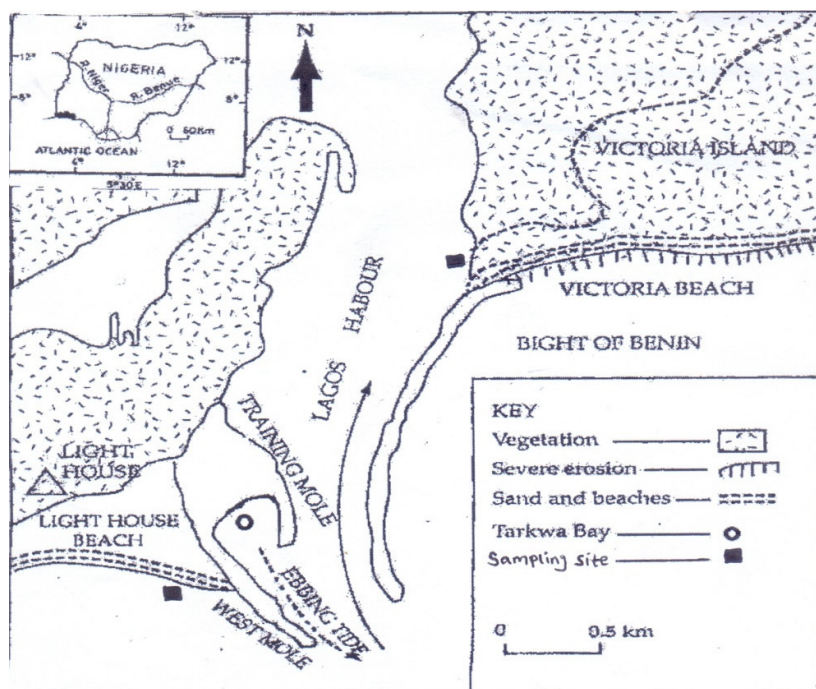 4°
12°
12°
12°
NIGERIA
R. Niger
R. Benue
8°
8°
0 60Km
ATLANTIC OCEAN
4°
12°
5°30E
N
VICTORIA ISLAND
VICTORIA BEACH
BIGHT OF BENIN
LAGOS HABOUR
TRAINING MOLE
LIGHT
HOUSE
LIGHT HOUSE
BEACH
EBBING TIDE
WEST MOLE
KEY
Vegetation
Severe erosion
Sand and beaches
Tarkwa Bay
Sampling site
0 0.5 km